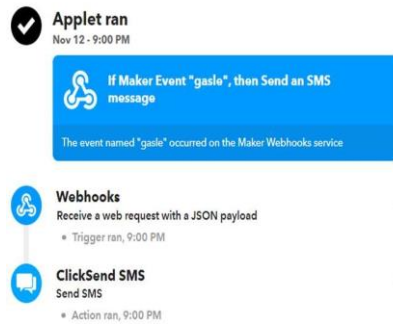 Applet ran
Nov 12 - 9:00 PM
If Maker Event "gasle", then Send an SMS
message
The event named "gasle" occurred on the Maker Webhooks service
Webhooks
Receive a web request with a JSON payload
• Trigger ran, 9:00 PM
ClickSend SMS
Send SMS
• Action ran, 9:00 PM